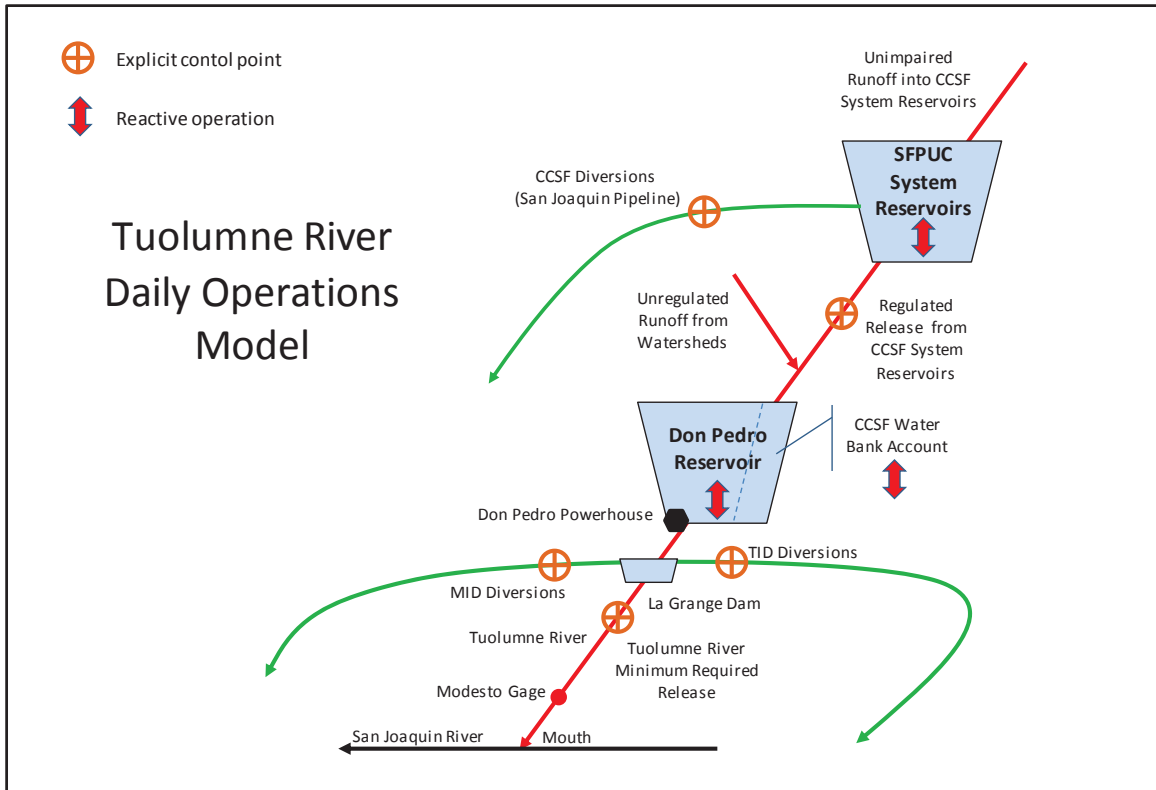 Explicit contol point
Reactive operation
Tuolumne River
Daily Operations
Model
Unimpaired
Runoff into CCSF
System Reservoirs
SFPUC
System
Reservoirs
CCSF Diversions
(San Joaquin Pipeline)
Unregulated
Runoff from
Watersheds
Regulated
Release from
CCSF System
Reservoirs
Don Pedro
Reservoir
CCSF Water
Bank Account
Don Pedro Powerhouse
TID Diversions
MID Diversions
La Grange Dam
Tuolumne River
Tuolumne River
Minimum Required
Release
Modesto Gage
San Joaquin River
Mouth